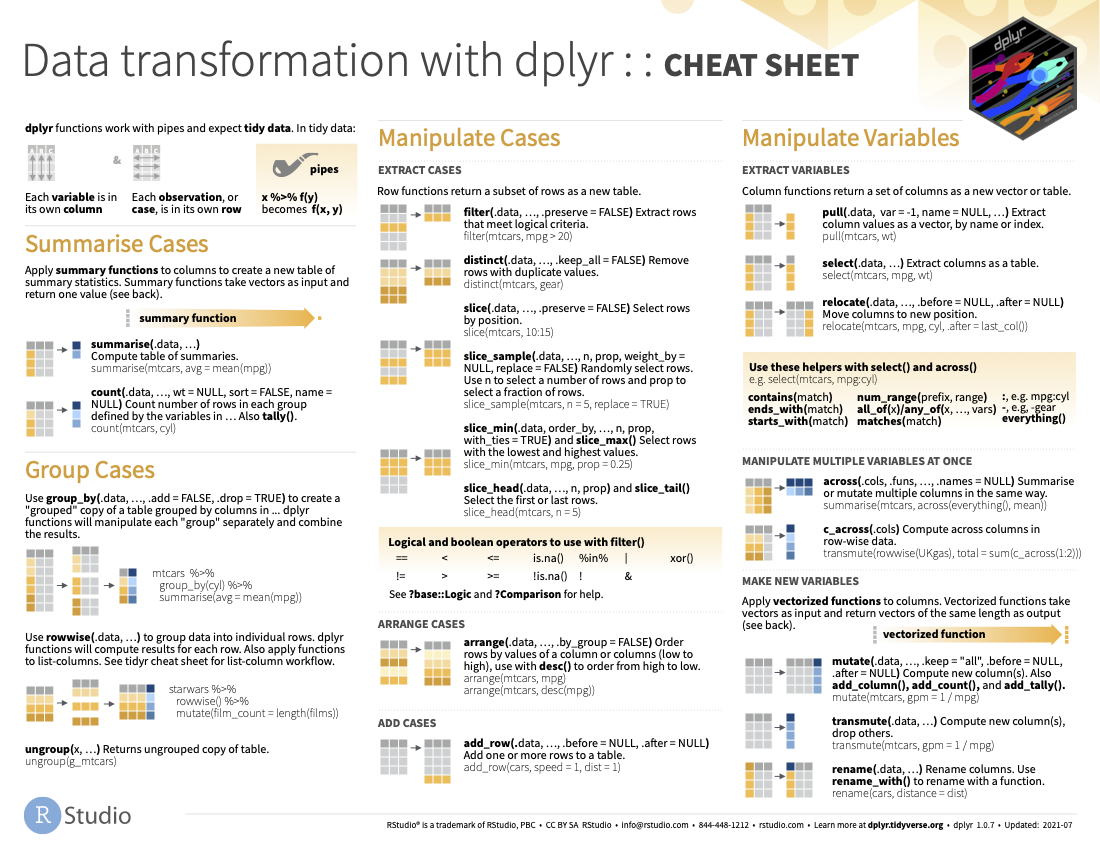 Data transformation with dplyr : : CHEAT SHEET
dplyr
dplyr functions work with pipes and expect tidy data. In tidy data:
A B C
&
A B C
pipes
Each variable is in
its own column
Each observation, or
case, is in its own row
x %>% f(y)
becomes f(x, y)
Summarise Cases
Apply summary functions to columns to create a new table of
summary statistics. Summary functions take vectors as input and
return one value (see back).
summary function
summarise(.data, …)
Compute table of summaries.
summarise(mtcars, avg = mean(mpg))
count(.data, …, wt = NULL, sort = FALSE, name =
NULL) Count number of rows in each group
defined by the variables in … Also tally().
count(mtcars, cyl)
Group Cases
Use group_by(.data, …, .add = FALSE, .drop = TRUE) to create a
"grouped" copy of a table grouped by columns in ... dplyr
functions will manipulate each "group" separately and combine
the results.
mtcars %>%
group_by(cyl) %>%
summarise(avg = mean(mpg))
Use rowwise(.data, …) to group data into individual rows. dplyr
functions will compute results for each row. Also apply functions
to list-columns. See tidyr cheat sheet for list-column workflow.
starwars %>%
rowwise() %>%
mutate(film_count = length(films))
ungroup(x, …) Returns ungrouped copy of table.
ungroup(g_mtcars)
Manipulate Cases
EXTRACT CASES
Row functions return a subset of rows as a new table.
filter(.data, …, .preserve = FALSE) Extract rows
that meet logical criteria.
filter(mtcars, mpg > 20)
distinct(.data, …, .keep_all = FALSE) Remove
rows with duplicate values.
distinct(mtcars, gear)
slice(.data, …, .preserve = FALSE) Select rows
by position.
slice(mtcars, 10:15)
slice_sample(.data, …, n, prop, weight_by =
NULL, replace = FALSE) Randomly select rows.
Use n to select a number of rows and prop to
select a fraction of rows.
slice_sample(mtcars, n = 5, replace = TRUE)
slice_min(.data, order_by, …, n, prop,
with_ties = TRUE) and slice_max() Select rows
with the lowest and highest values.
slice_min(mtcars, mpg, prop = 0.25)
slice_head(.data, …, n, prop) and slice_tail()
Select the first or last rows.
slice_head(mtcars, n = 5)
Logical and boolean operators to use with filter()
== < <= is.na() %in% | xor()
!= > >= !is.na() ! &
See ?base::Logic and ?Comparison for help.
ARRANGE CASES
arrange(.data, …, .by_group = FALSE) Order
rows by values of a column or columns (low to
high), use with desc() to order from high to low.
arrange(mtcars, mpg)
arrange(mtcars, desc(mpg))
ADD CASES
add_row(.data, …, .before = NULL, .after = NULL)
Add one or more rows to a table.
add_row(cars, speed = 1, dist = 1)
Manipulate Variables
EXTRACT VARIABLES
Column functions return a set of columns as a new vector or table.
pull(.data, var = -1, name = NULL, …) Extract
column values as a vector, by name or index.
pull(mtcars, wt)
select(.data, …) Extract columns as a table.
select(mtcars, mpg, wt)
relocate(.data, …, .before = NULL, .after = NULL)
Move columns to new position.
relocate(mtcars, mpg, cyl, .after = last_col())
Use these helpers with select() and across()
e.g. select(mtcars, mpg:cyl)
contains(match) num_range(prefix, range) :, e.g. mpg:cyl
ends_with(match) all_of(x)/any_of(x, …, vars) -, e.g, -gear
starts_with(match) matches(match) everything()
MANIPULATE MULTIPLE VARIABLES AT ONCE
across(.cols, .funs, …, .names = NULL) Summarise
or mutate multiple columns in the same way.
summarise(mtcars, across(everything(), mean))
c_across(.cols) Compute across columns in
row-wise data.
transmute(rowwise(UKgas), total = sum(c_across(1:2)))
MAKE NEW VARIABLES
Apply vectorized functions to columns. Vectorized functions take
vectors as input and return vectors of the same length as output
(see back).
vectorized function
mutate(.data, …, .keep = "all", .before = NULL,
.after = NULL) Compute new column(s). Also
add_column(), add_count(), and add_tally().
mutate(mtcars, gpm = 1 / mpg)
transmute(.data, …) Compute new column(s),
drop others.
transmute(mtcars, gpm = 1 / mpg)
rename(.data, …) Rename columns. Use
rename_with() to rename with a function.
rename(cars, distance = dist)
R Studio
RStudio® is a trademark of RStudio, PBC • CC BY SA RStudio • info@rstudio.com • 844-448-1212 • rstudio.com • Learn more at dplyr.tidyverse.org • dplyr 1.0.7 • Updated: 2021-07